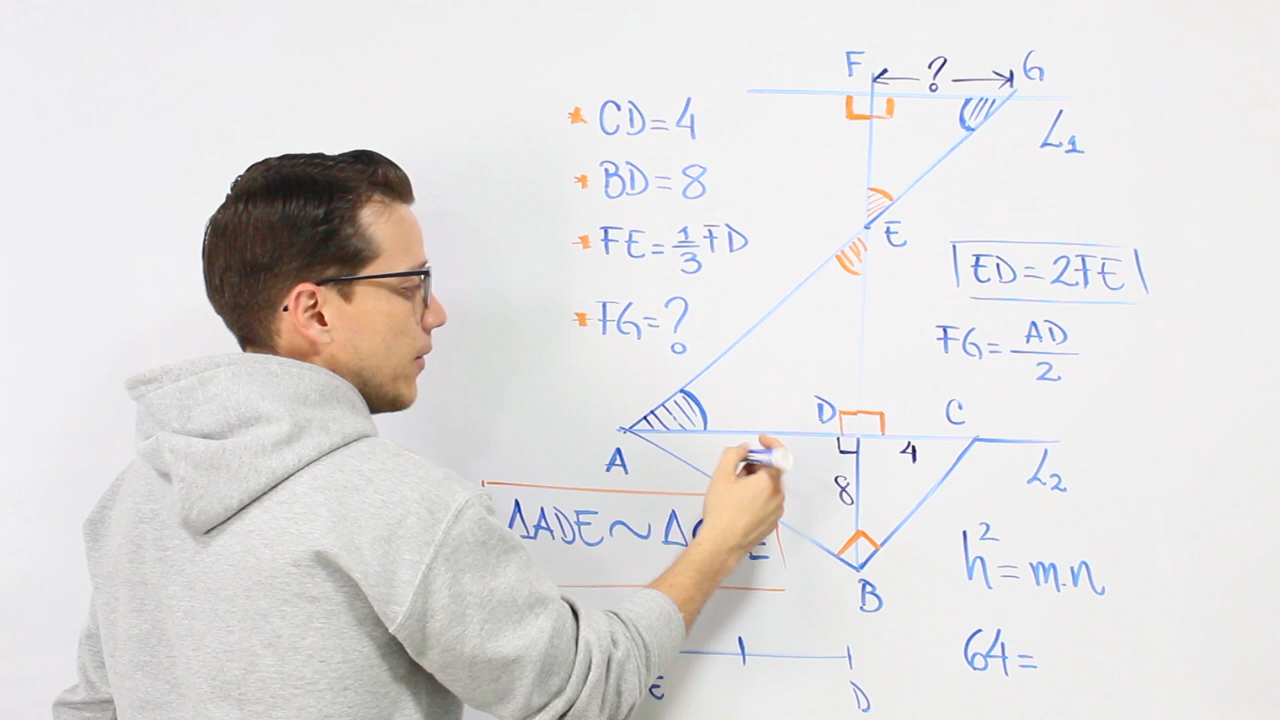 * CD=4
* BD=8
* FE=1/3 FD
* FG=?
F
?
G
L1
E
|ED=2FE|
FG=AD/2
A
D
C
4
8
L2
B
ΔADE~Δ
E
h²=m.n
64=
E
D